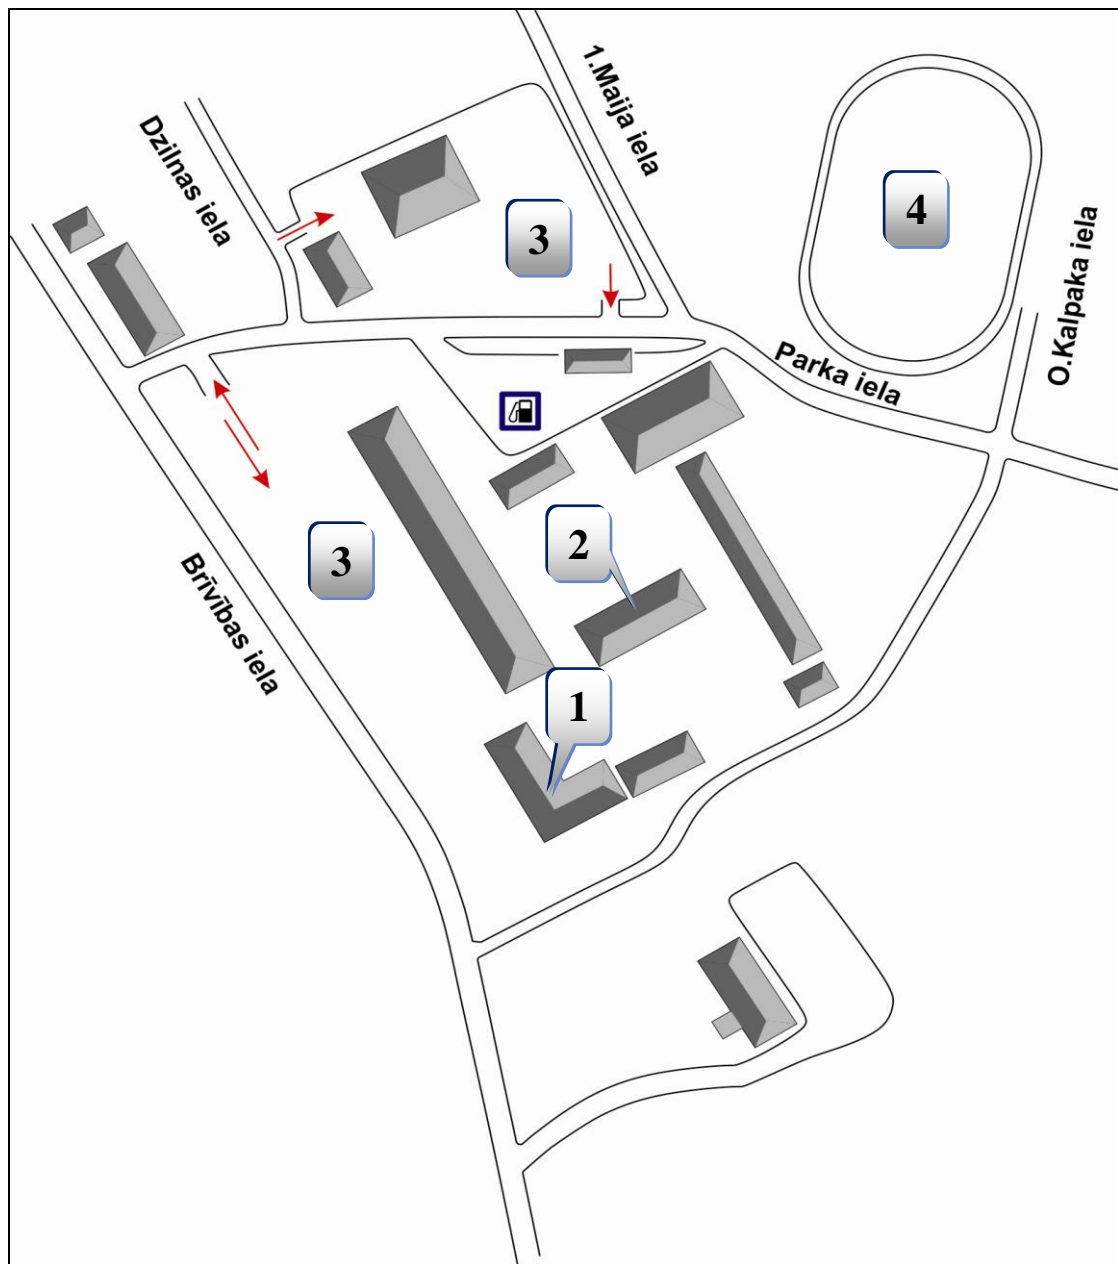 1.Maija iela
Dzilnas iela
4
3
O.Kalpaka iela
Parka iela
2
3
Brīvības iela
1